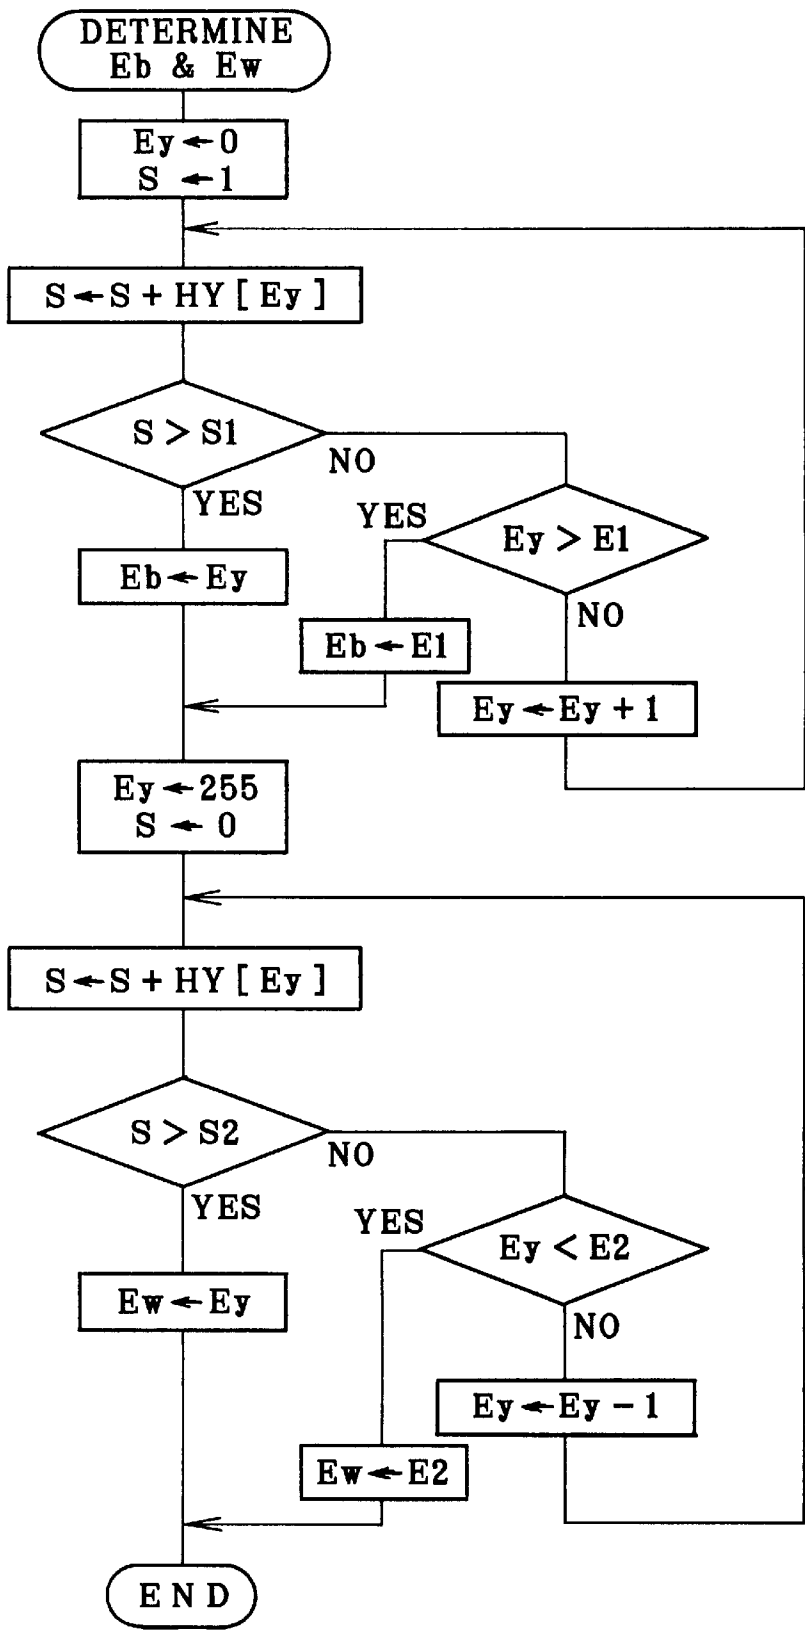 DETERMINE
Eb & Ew
Ey ← 0
S ← 1
S ← S + HY [ Ey ]
S > S1
NO
YES
YES
Ey > E1
Eb ← Ey
NO
Eb ← E1
Ey ← Ey + 1
Ey ← 255
S ← 0
S ← S + HY [ Ey ]
S > S2
NO
YES
YES
Ey < E2
Ew ← Ey
NO
Ey ← Ey - 1
Ew ← E2
END